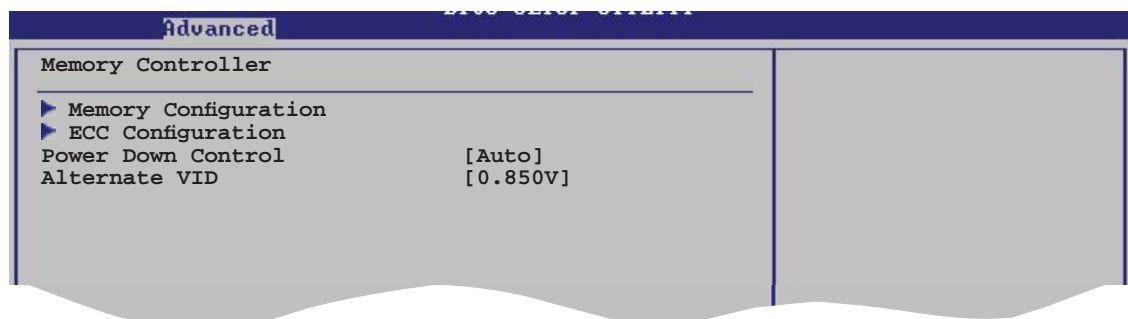 Advanced
Memory Controller
Memory Configuration
ECC Configuration
Power Down Control [Auto]
Alternate VID [0.850V]